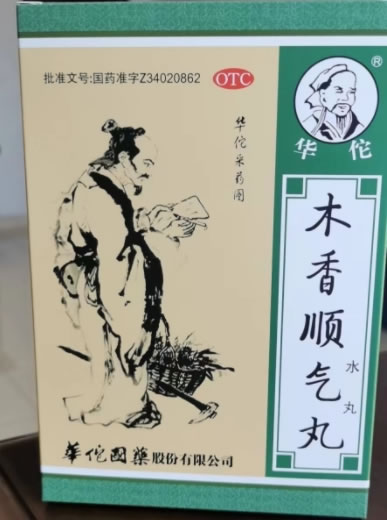 批准文号:国药准字Z34020862
OTC
®
华佗
华佗采药图
木香顺气丸
水丸
華佗国药股份有限公司